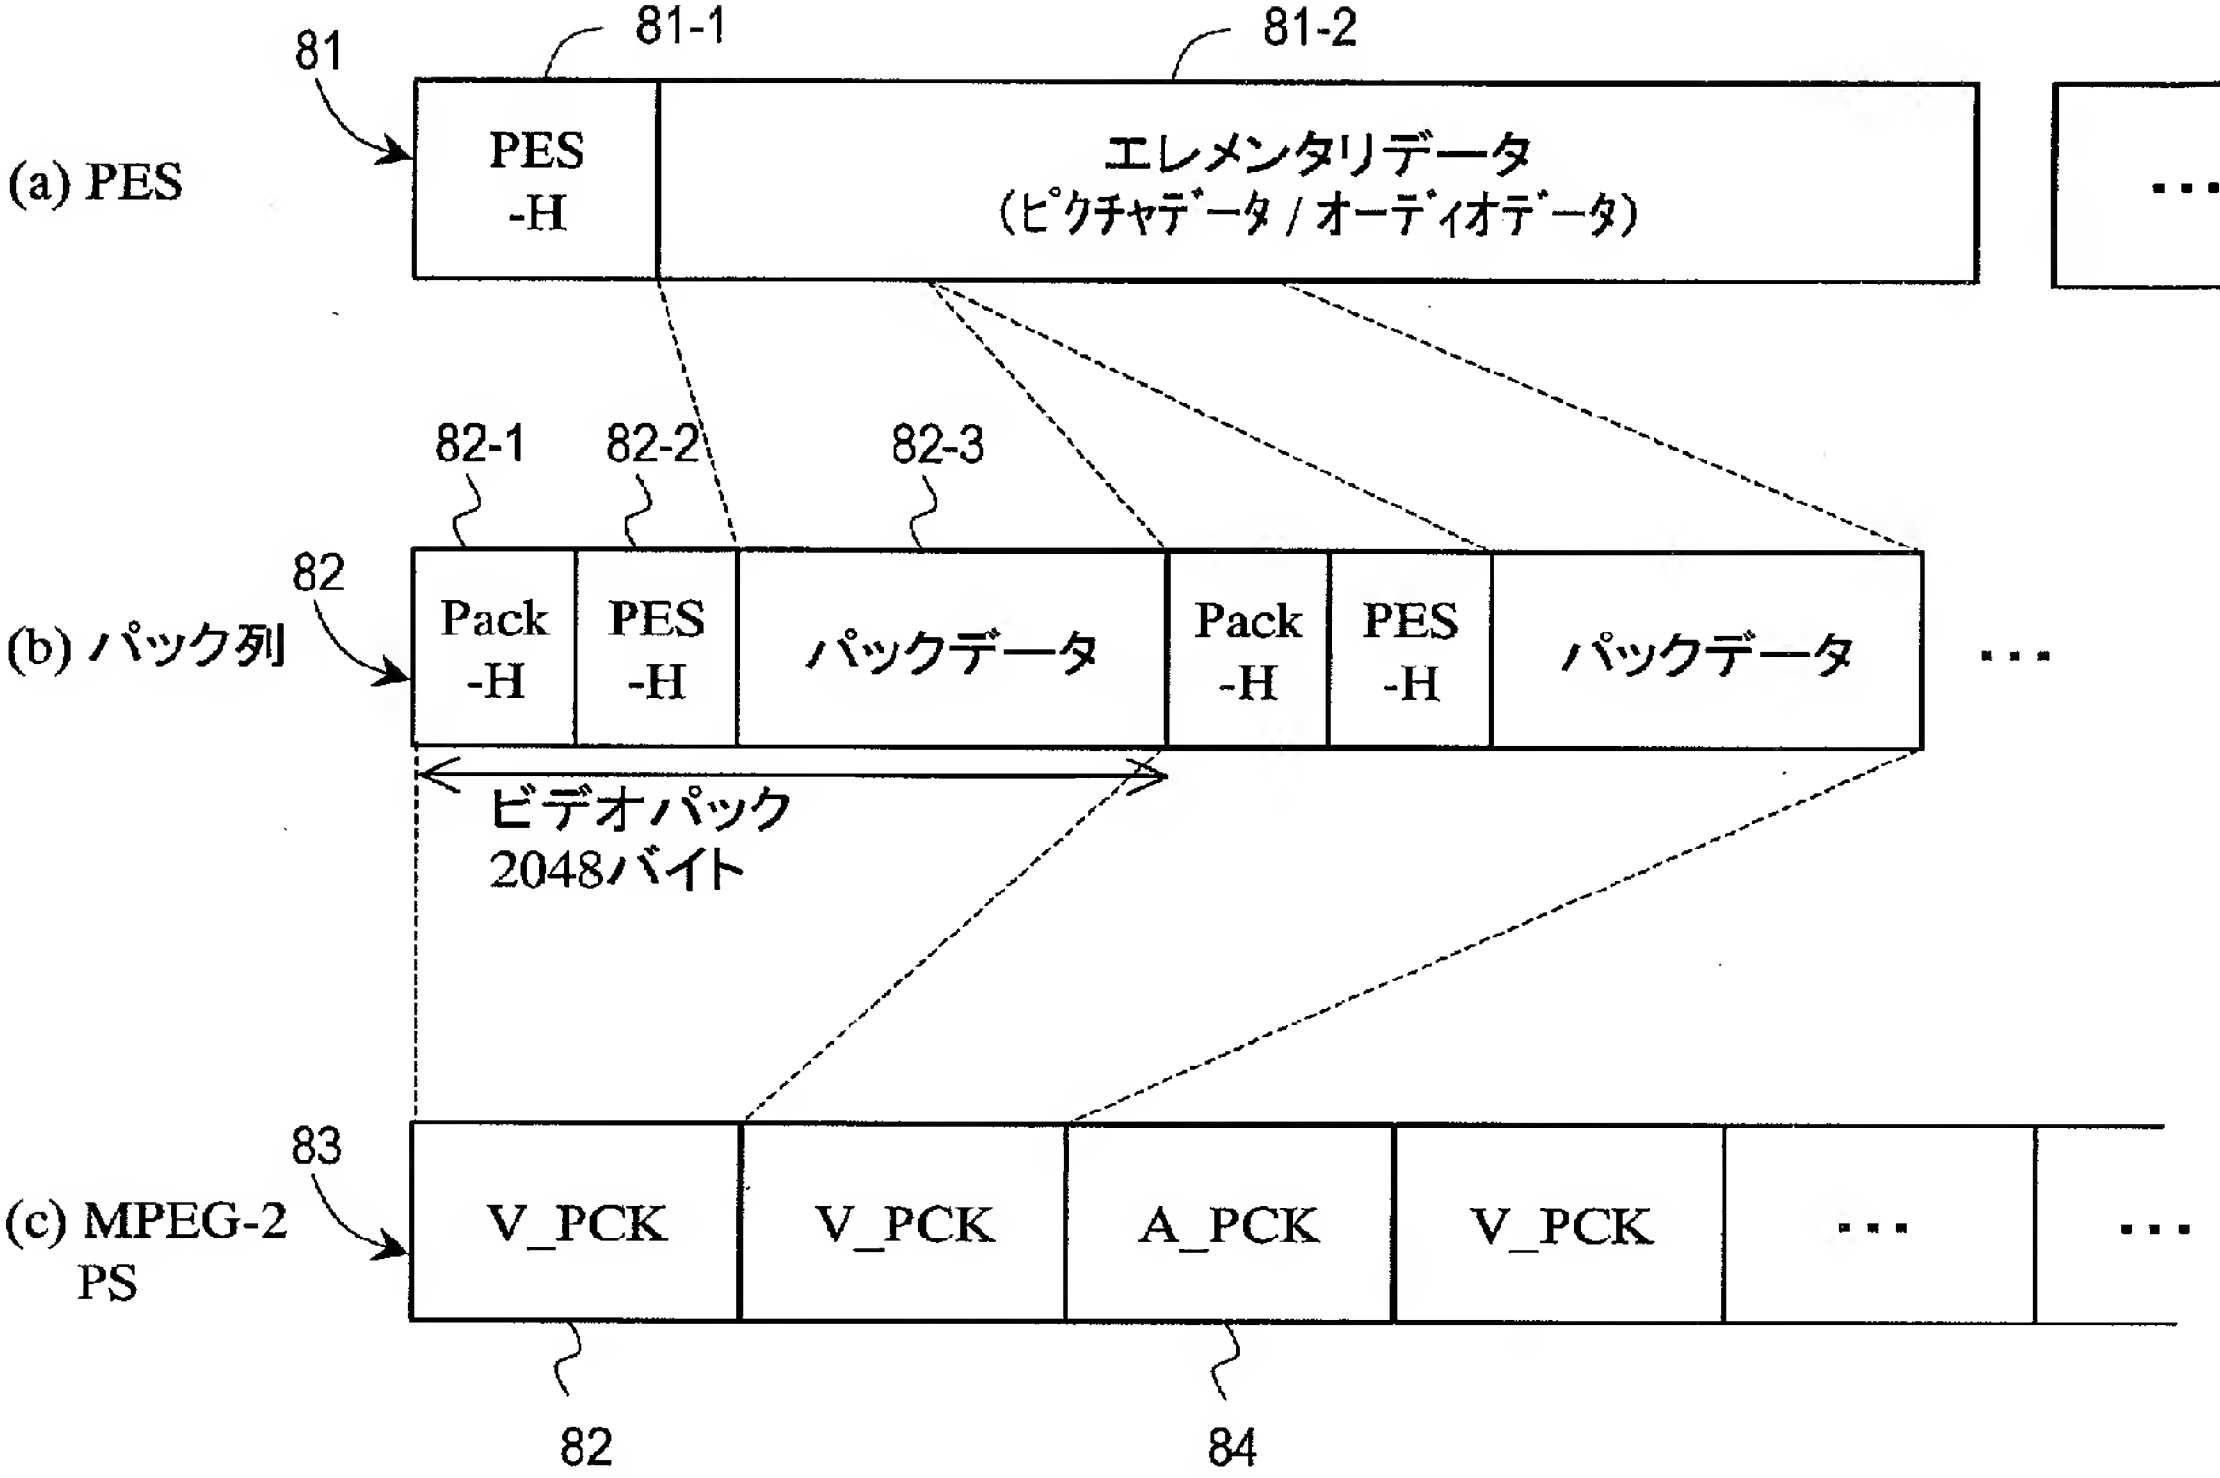 81-1
81-2
81
(a) PES
PES
-H
エレメンタリデータ
(ピクチャデータ / オーディオデータ)
...
82-1
82-2
82-3
82
(b) パック列
Pack
-H
PES
-H
パックデータ
Pack
-H
PES
-H
パックデータ
...
ビデオパック
2048バイト
83
(c) MPEG-2
PS
V_PCK
V_PCK
A_PCK
V_PCK
...
...
82
84